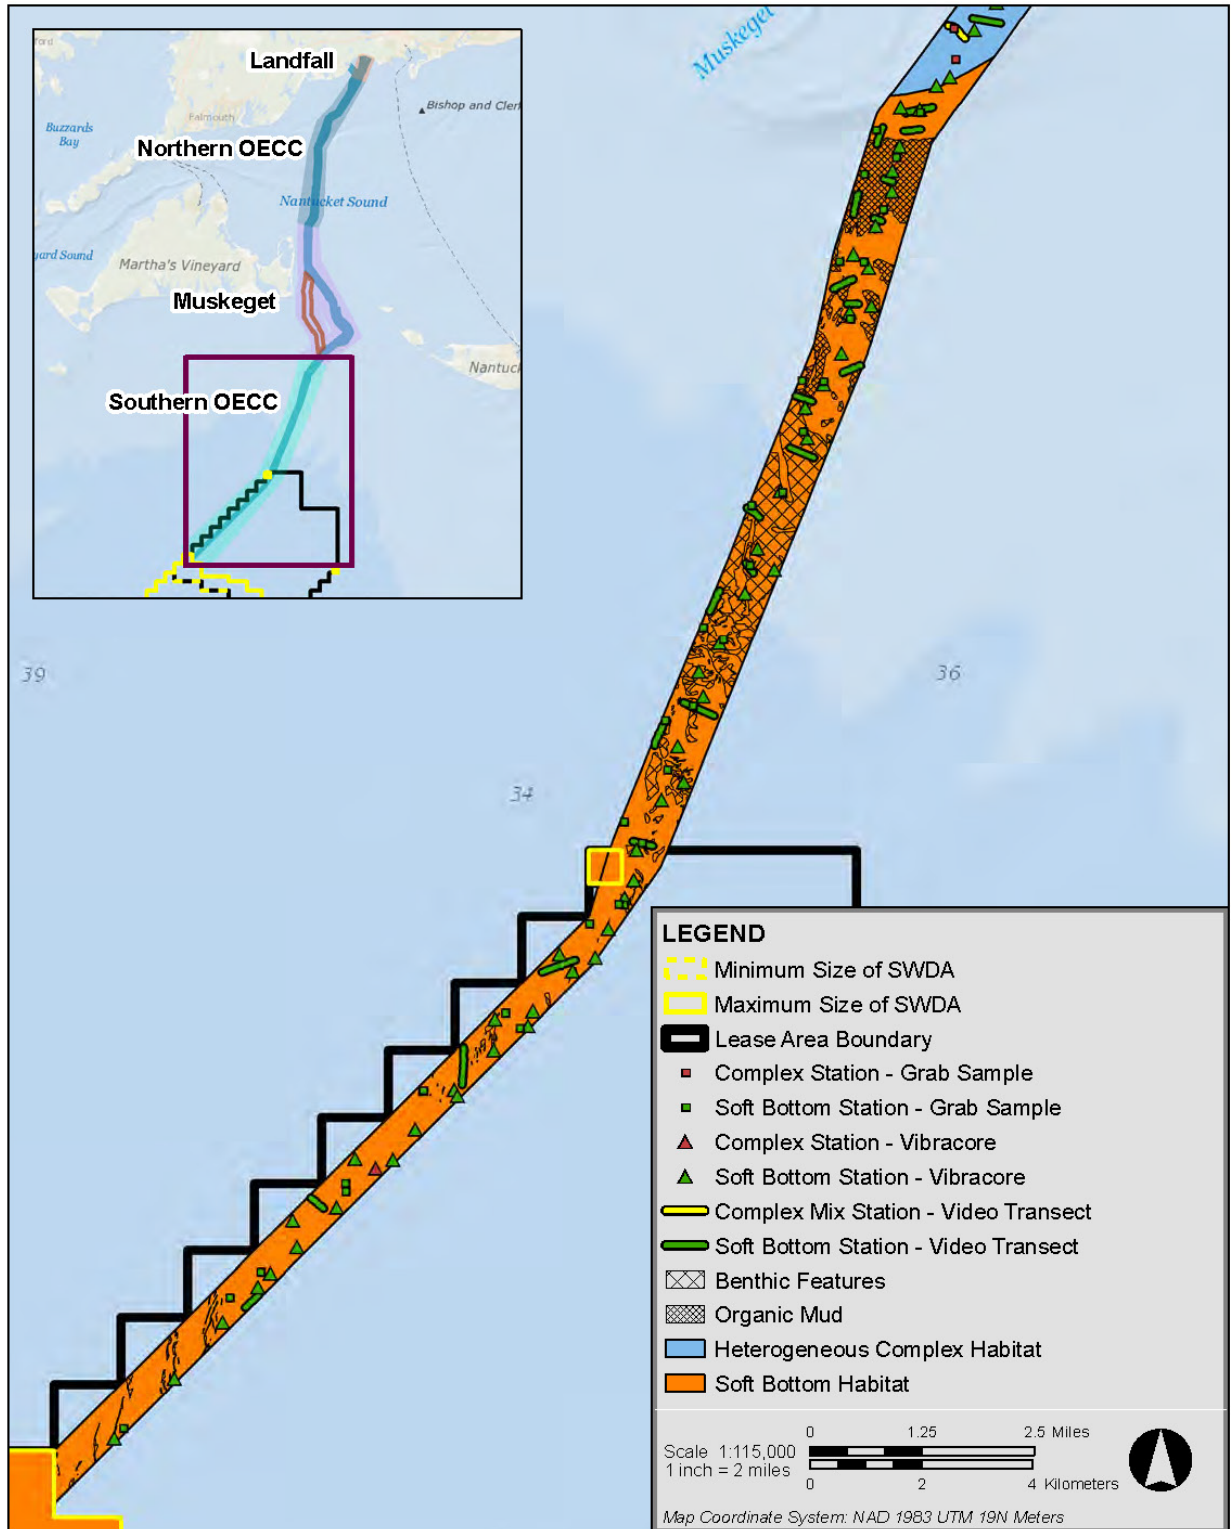 Muskeget
ford
Landfall
Bishop and Cler
Falmouth
Buzzards
Bay
Northern OECC
Nantucket Sound
yard Sound
Martha's Vineyard
Muskeget
Nantuck
Southern OECC
39
36
34
LEGEND
Minimum Size of SWDA
Maximum Size of SWDA
Lease Area Boundary
Complex Station - Grab Sample
Soft Bottom Station - Grab Sample
Complex Station - Vibracore
Soft Bottom Station - Vibracore
Complex Mix Station - Video Transect
Soft Bottom Station - Video Transect
Benthic Features
Organic Mud
Heterogeneous Complex Habitat
Soft Bottom Habitat
0 1.25 2.5 Miles
Scale 1:115,000
1 inch = 2 miles
0 2 4 Kilometers
Map Coordinate System: NAD 1983 UTM 19N Meters